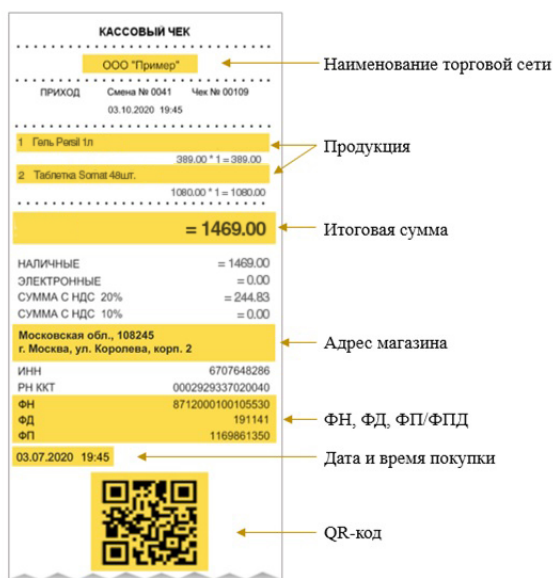 КАССОВЫЙ ЧЕК
ООО "Пример"
Наименование торговой сети
ПРИХОД Смена № 0041 Чек № 00109
03.10.2020 19:45
1 Гель Persil 1л
389.00 * 1 = 389.00
Продукция
2 Таблетка Somat 48шт.
1080.00 * 1 = 1080.00
= 1469.00
Итоговая сумма
НАЛИЧНЫЕ = 1469.00
ЭЛЕКТРОННЫЕ = 0.00
СУММА С НДС 20% = 244.83
СУММА С НДС 10% = 0.00
Московская обл., 108245
г. Москва, ул. Королева, корп. 2
Адрес магазина
ИНН 6707648286
РН ККТ 0002929337020040
ФН 8712000100105530
ФД 191141
ФП 1169861350
ФН, ФД, ФП/ФПД
03.07.2020 19:45
Дата и время покупки
QR-код